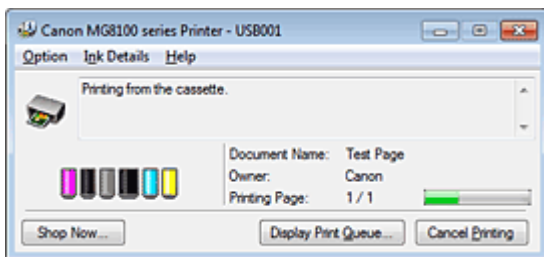 Canon MG8100 series Printer - USB001
Option Ink Details Help
Printing from the cassette.
Document Name: Test Page
Owner: Canon
Printing Page: 1 / 1
Shop Now... Display Print Queue... Cancel Printing